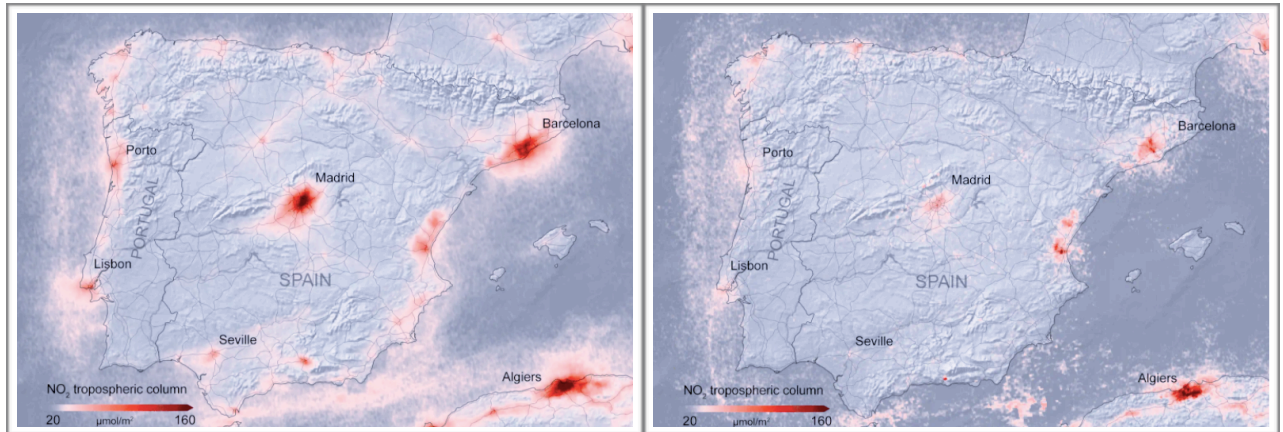 Barcelona
Porto
Madrid
PORTUGAL
Lisbon
SPAIN
Seville
Algiers
NO₂ tropospheric column
20 μmol/m² 160
Barcelona
Porto
Madrid
PORTUGAL
Lisbon
SPAIN
Seville
Algiers
NO₂ tropospheric column
20 μmol/m² 160